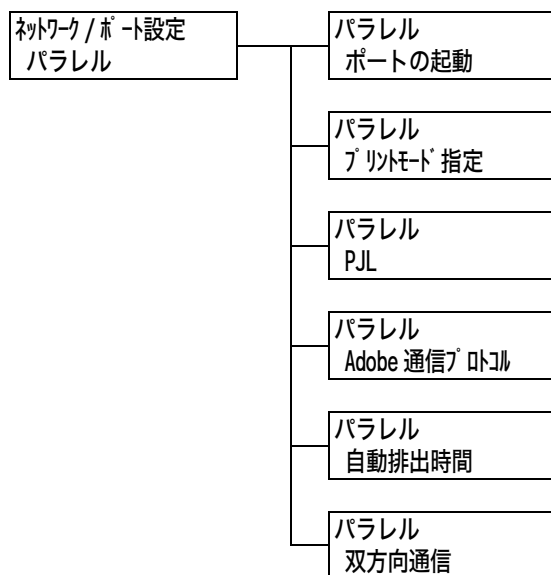 ﾈｯﾄﾜｰｸ / ﾎﾟｰﾄ設定
パラレル
パラレル
ポートの起動
パラレル
ﾌﾟﾘﾝﾄﾓｰﾄﾞ指定
パラレル
PJL
パラレル
Adobe 通信ﾌﾟﾛﾄｺﾙ
パラレル
自動排出時間
パラレル
双方向通信